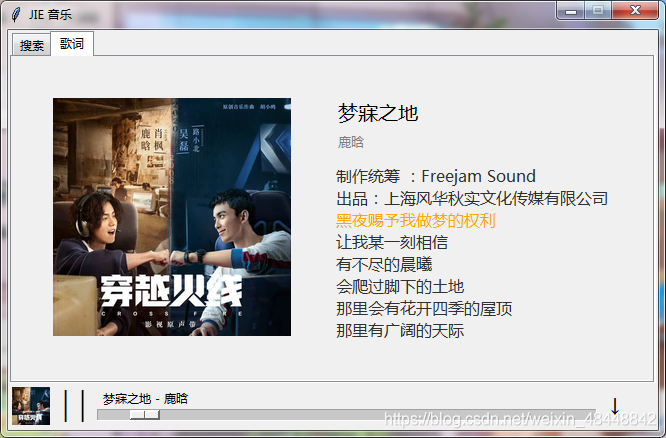 JIE 音乐
搜索
歌词
原创音乐作曲 胡小鸥
鹿晗
肖枫
吴磊
路小北
穿越火线
CROSS FIRE
影视原声带
梦寐之地
鹿晗
制作统筹 ：Freejam Sound
出品：上海风华秋实文化传媒有限公司
黑夜赐予我做梦的权利
让我某一刻相信
有不尽的晨曦
会爬过脚下的土地
那里会有花开四季的屋顶
那里有广阔的天际
梦寐之地 - 鹿晗
https://blog.csdn.net/weixin_48448842